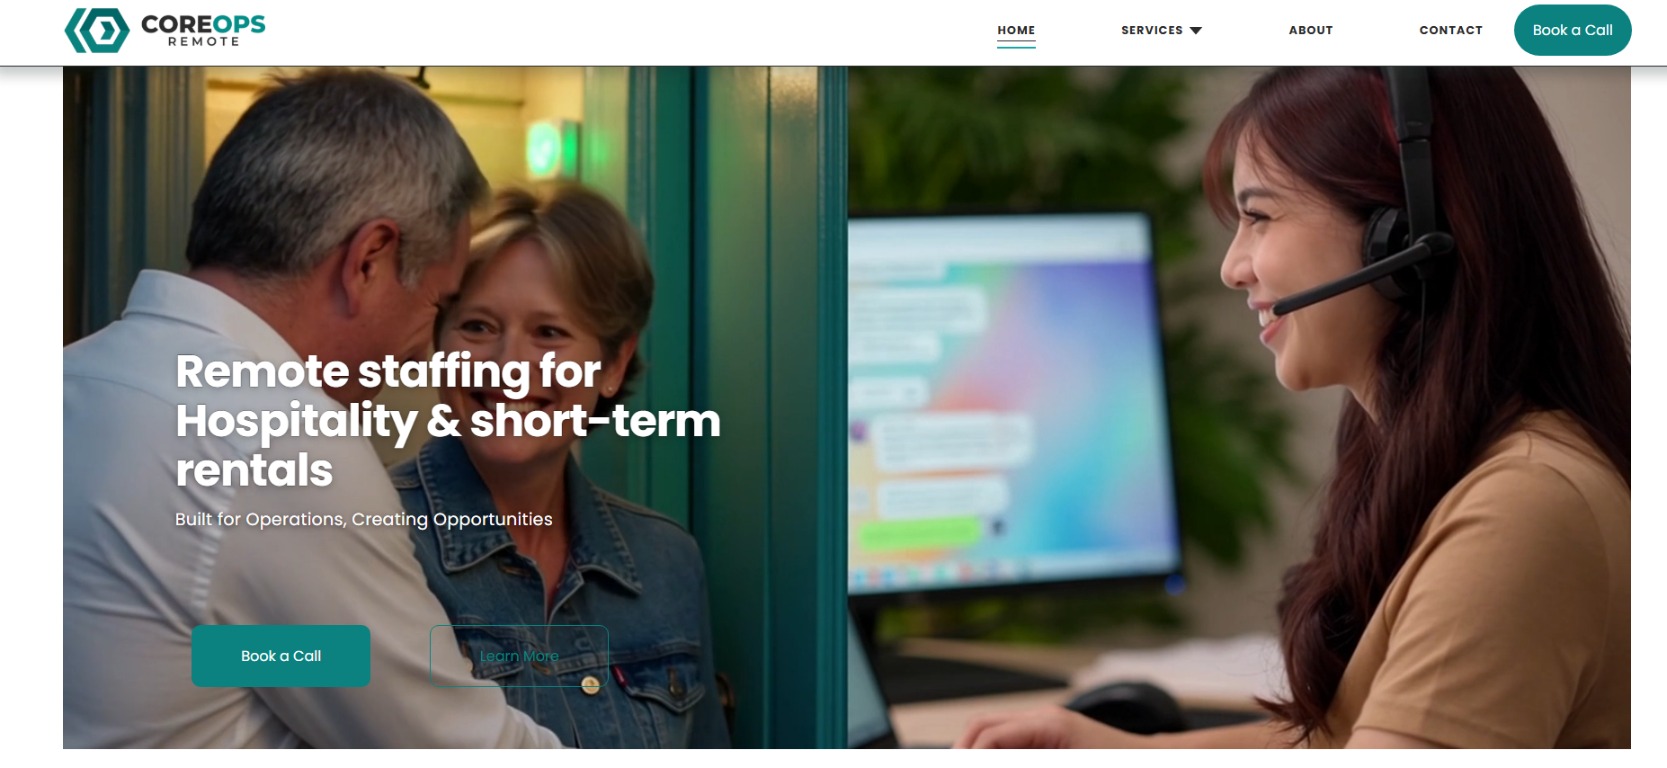 COREOPS
REMOTE
HOME
SERVICES
ABOUT
CONTACT
Book a Call
Remote staffing for
Hospitality & short-term
rentals
Built for Operations, Creating Opportunities
Book a Call
Learn More